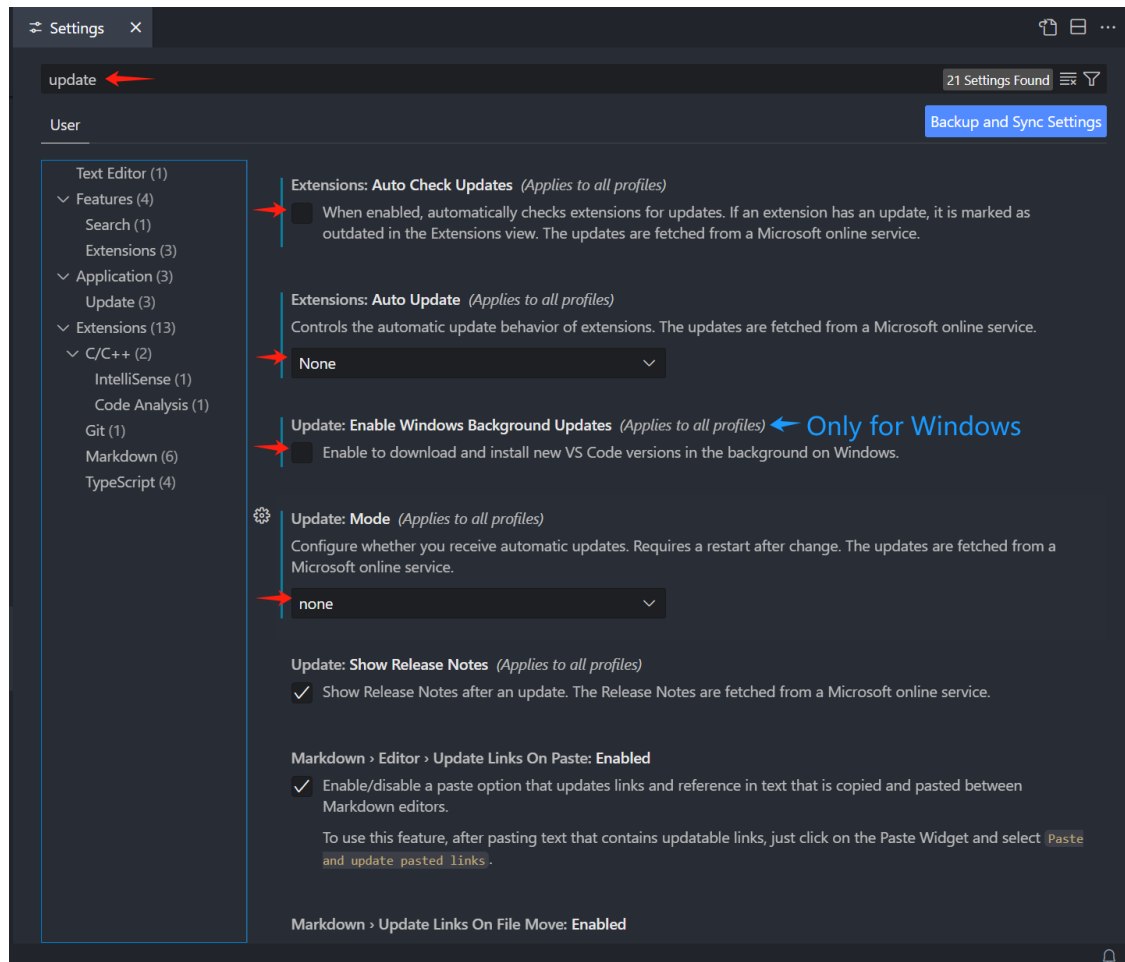 Settings
update
21 Settings Found
User
Backup and Sync Settings
Text Editor (1)
Features (4)
Search (1)
Extensions (3)
Application (3)
Update (3)
Extensions (13)
C/C++ (2)
IntelliSense (1)
Code Analysis (1)
Git (1)
Markdown (6)
TypeScript (4)
Extensions: Auto Check Updates (Applies to all profiles)
When enabled, automatically checks extensions for updates. If an extension has an update, it is marked as
outdated in the Extensions view. The updates are fetched from a Microsoft online service.
Extensions: Auto Update (Applies to all profiles)
Controls the automatic update behavior of extensions. The updates are fetched from a Microsoft online service.
None
Update: Enable Windows Background Updates (Applies to all profiles) Only for Windows
Enable to download and install new VS Code versions in the background on Windows.
Update: Mode (Applies to all profiles)
Configure whether you receive automatic updates. Requires a restart after change. The updates are fetched from a
Microsoft online service.
none
Update: Show Release Notes (Applies to all profiles)
Show Release Notes after an update. The Release Notes are fetched from a Microsoft online service.
Markdown › Editor › Update Links On Paste: Enabled
Enable/disable a paste option that updates links and reference in text that is copied and pasted between
Markdown editors.
To use this feature, after pasting text that contains updatable links, just click on the Paste Widget and select Paste
and update pasted links.
Markdown › Update Links On File Move: Enabled